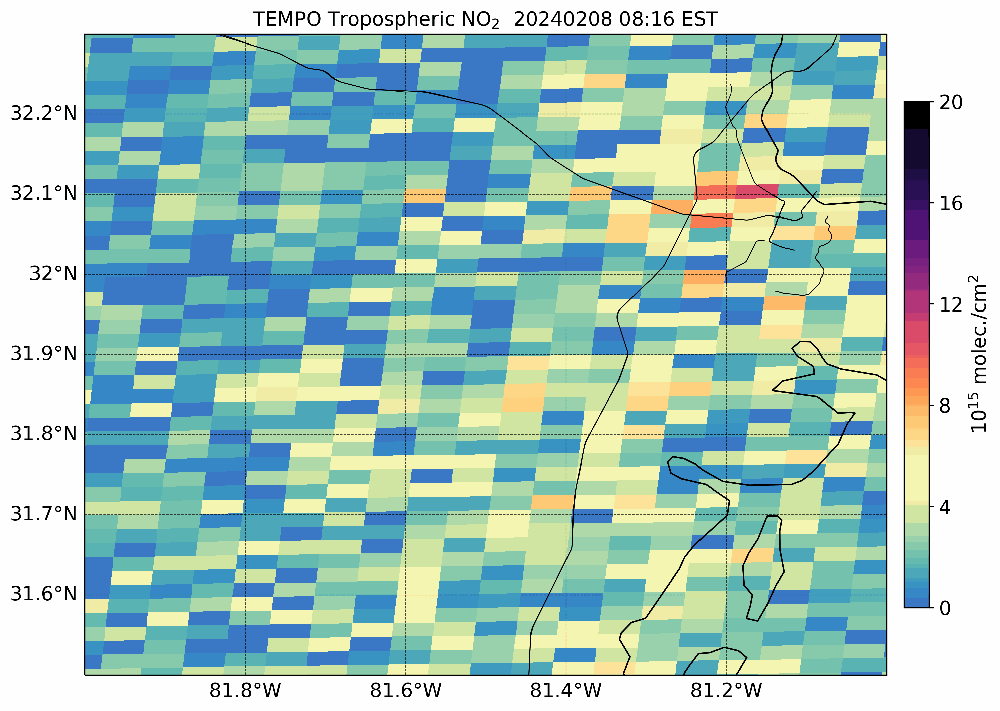 TEMPO Tropospheric NO₂ 20240208 08:16 EST
32.2°N
32.1°N
32°N
31.9°N
31.8°N
31.7°N
31.6°N
81.8°W 81.6°W 81.4°W 81.2°W
20
16
12
8
4
0
10¹⁵ molec./cm²